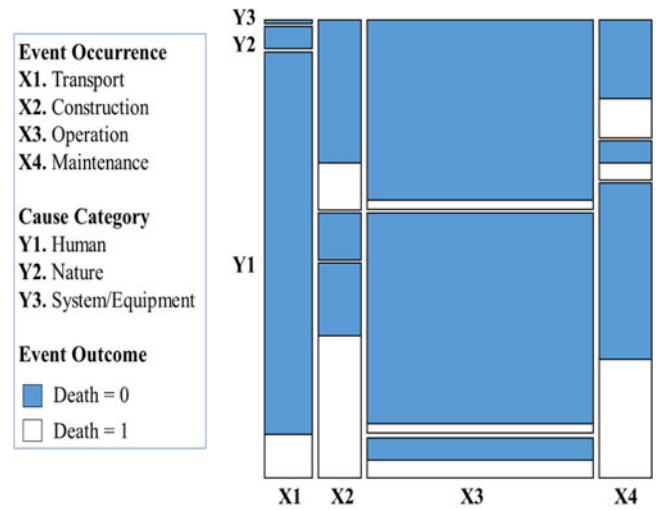 Event Occurrence
X1. Transport
X2. Construction
X3. Operation
X4. Maintenance
Cause Category
Y1. Human
Y2. Nature
Y3. System/Equipment
Event Outcome
Death = 0
Death = 1
Y3
Y2
Y1
X1 X2 X3 X4